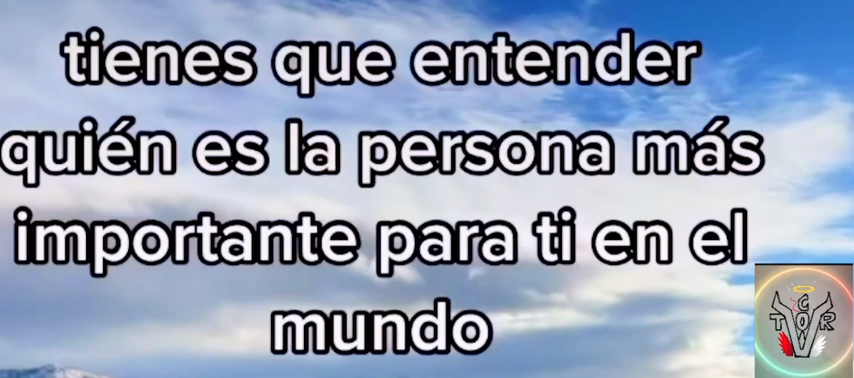 tienes que entender
quién es la persona más
importante para ti en el
mundo